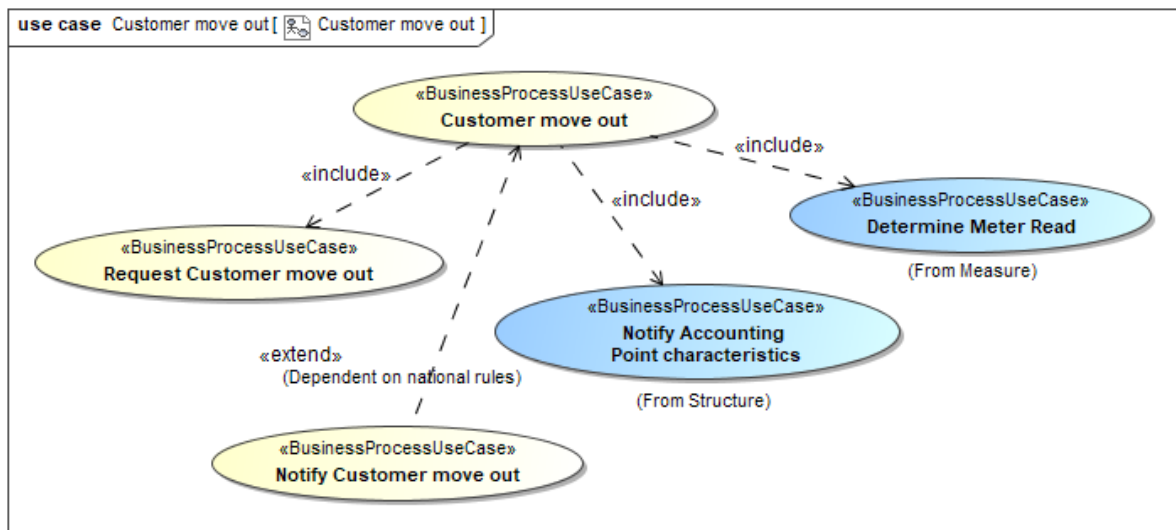 use case Customer move out [ Customer move out ]
«BusinessProcessUseCase»
Customer move out
«include»
«include»
«include»
«BusinessProcessUseCase»
Determine Meter Read
(From Measure)
«BusinessProcessUseCase»
Request Customer move out
«BusinessProcessUseCase»
Notify Accounting
Point characteristics
(From Structure)
«extend»
(Dependent on national rules)
«BusinessProcessUseCase»
Notify Customer move out